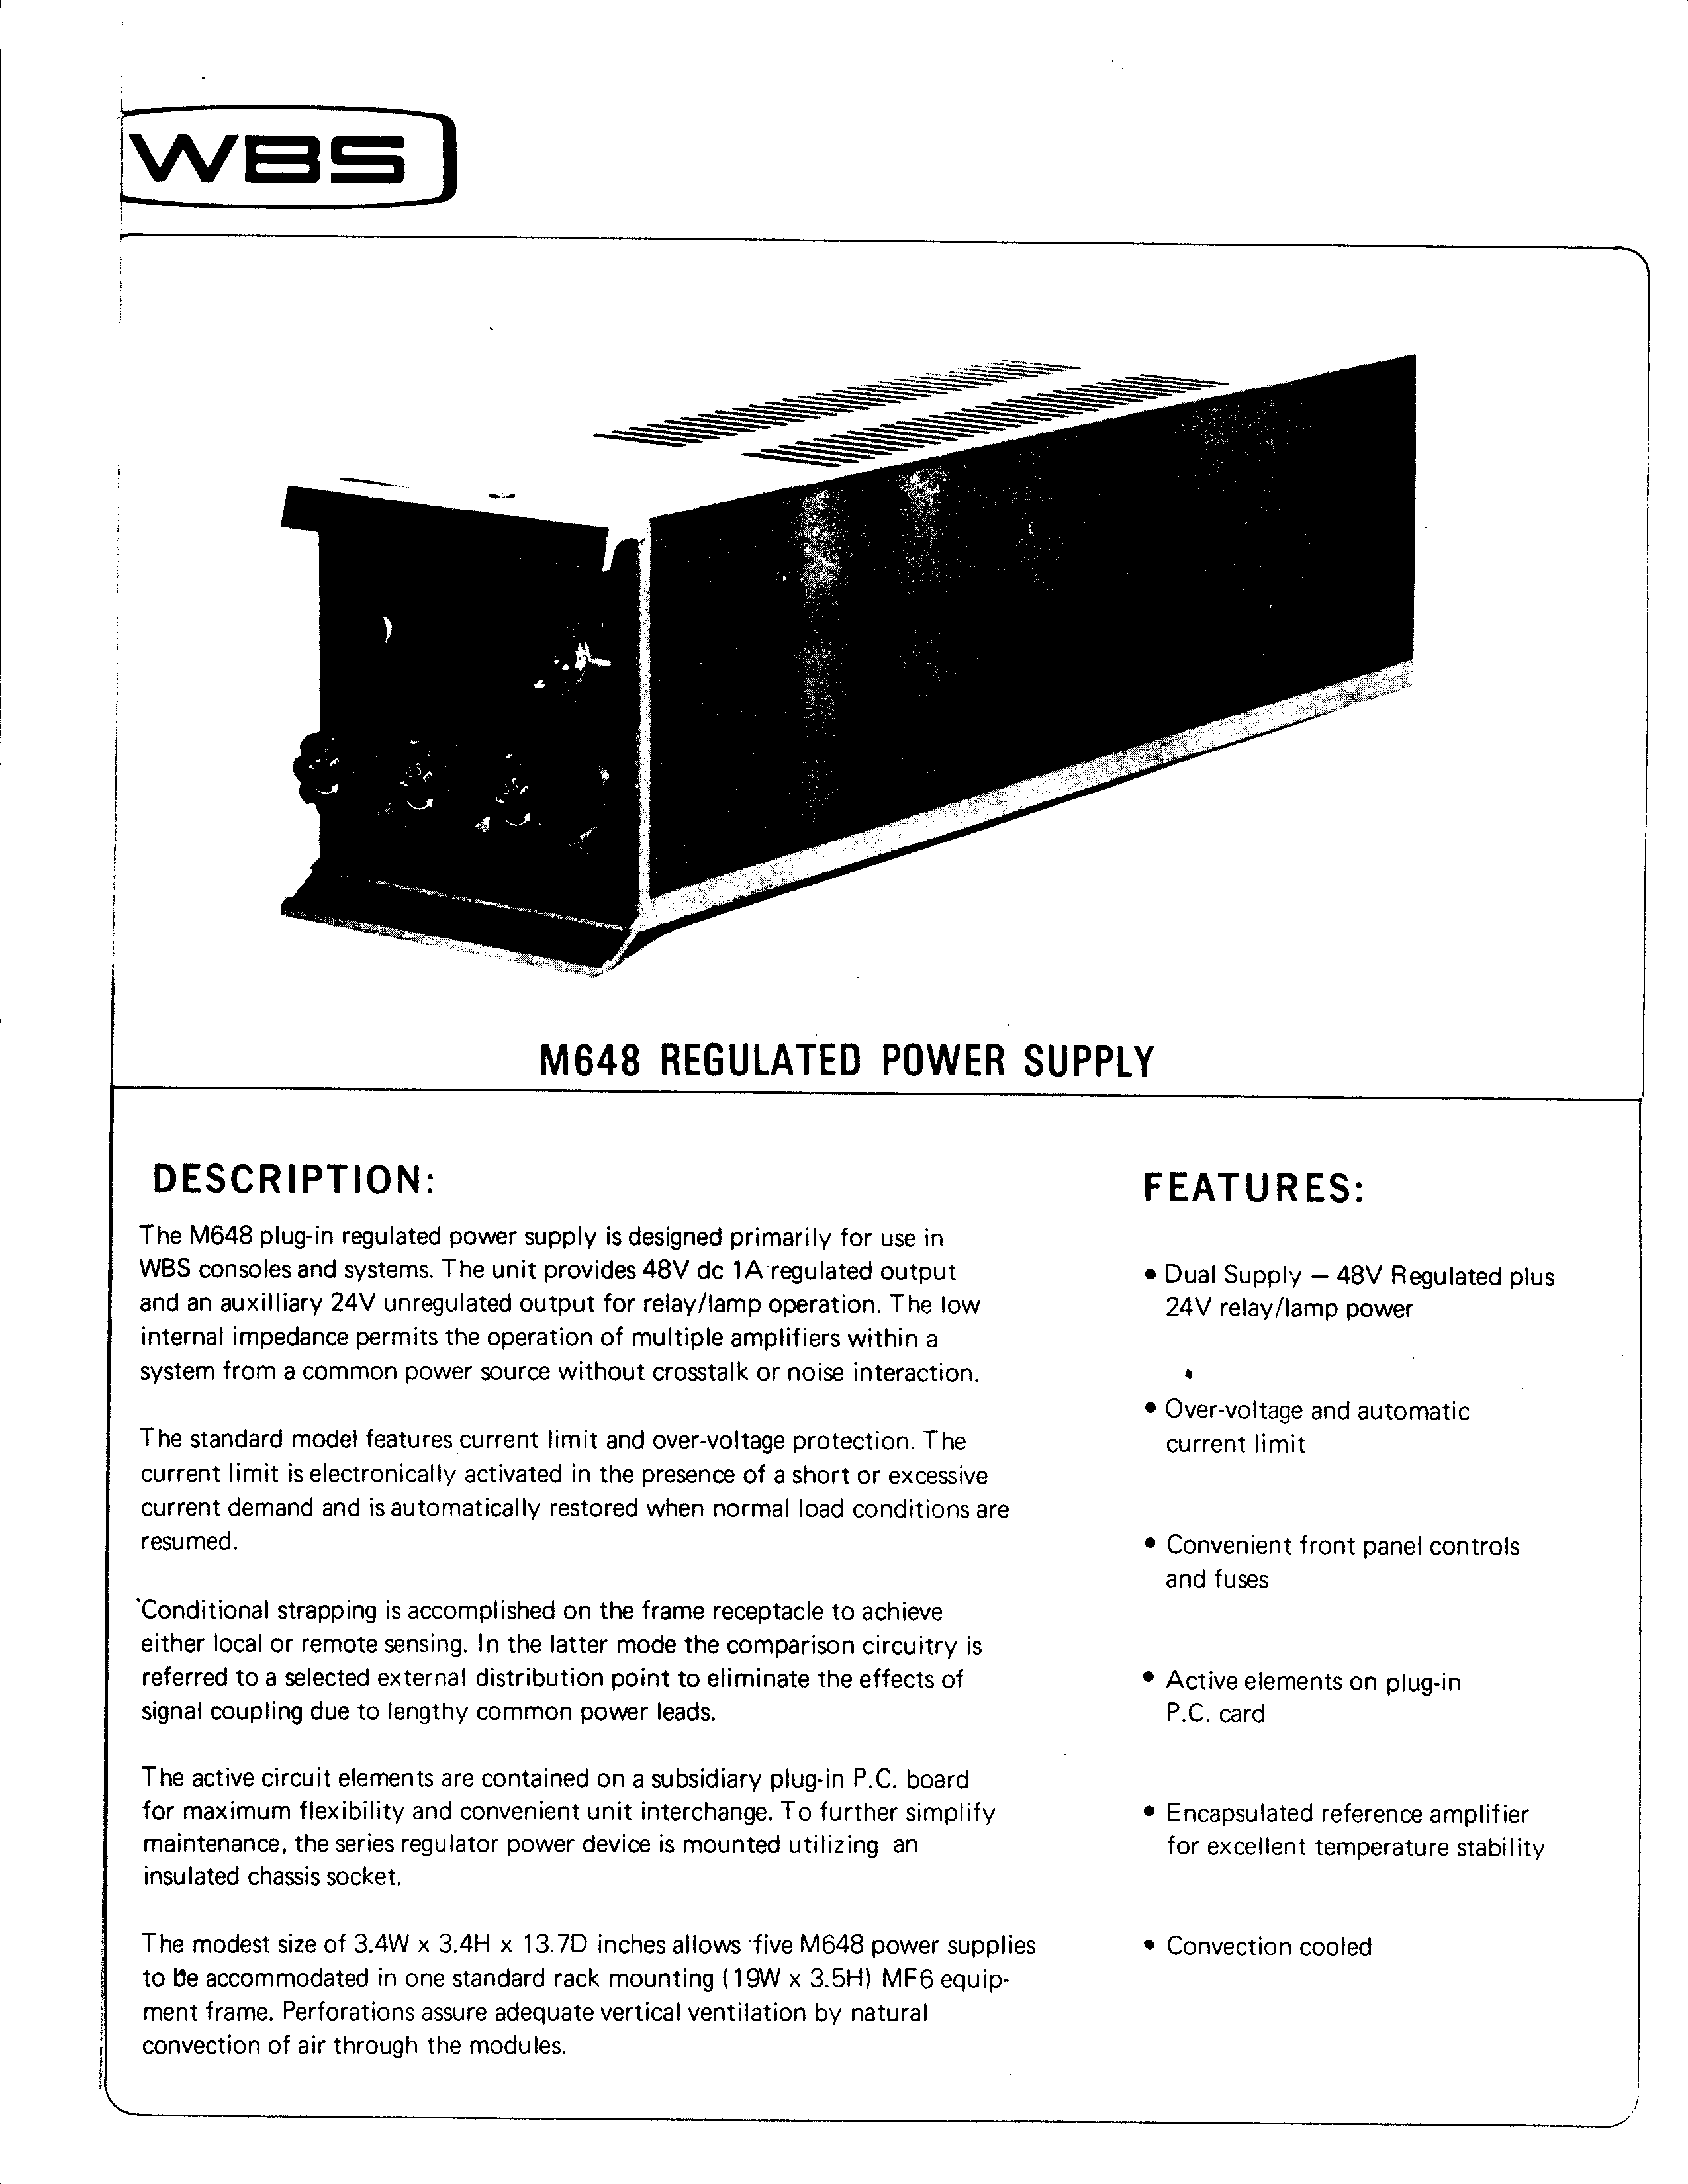 WBS
M648 REGULATED POWER SUPPLY
DESCRIPTION:
The M648 plug-in regulated power supply is designed primarily for use in
WBS consoles and systems. The unit provides 48V dc 1A regulated output
and an auxilliary 24V unregulated output for relay/lamp operation. The low
internal impedance permits the operation of multiple amplifiers within a
system from a common power source without crosstalk or noise interaction.
The standard model features current limit and over-voltage protection. The
current limit is electronically activated in the presence of a short or excessive
current demand and is automatically restored when normal load conditions are
resumed.
Conditional strapping is accomplished on the frame receptacle to achieve
either local or remote sensing. In the latter mode the comparison circuitry is
referred to a selected external distribution point to eliminate the effects of
signal coupling due to lengthy common power leads.
The active circuit elements are contained on a subsidiary plug-in P.C. board
for maximum flexibility and convenient unit interchange. To further simplify
maintenance, the series regulator power device is mounted utilizing an
insulated chassis socket.
The modest size of 3.4W x 3.4H x 13.7D inches allows five M648 power supplies
to be accommodated in one standard rack mounting (19W x 3.5H) MF6 equip-
ment frame. Perforations assure adequate vertical ventilation by natural
convection of air through the modules.
FEATURES:
• Dual Supply — 48V Regulated plus
24V relay/lamp power
• Over-voltage and automatic
current limit
• Convenient front panel controls
and fuses
• Active elements on plug-in
P.C. card
• Encapsulated reference amplifier
for excellent temperature stability
• Convection cooled